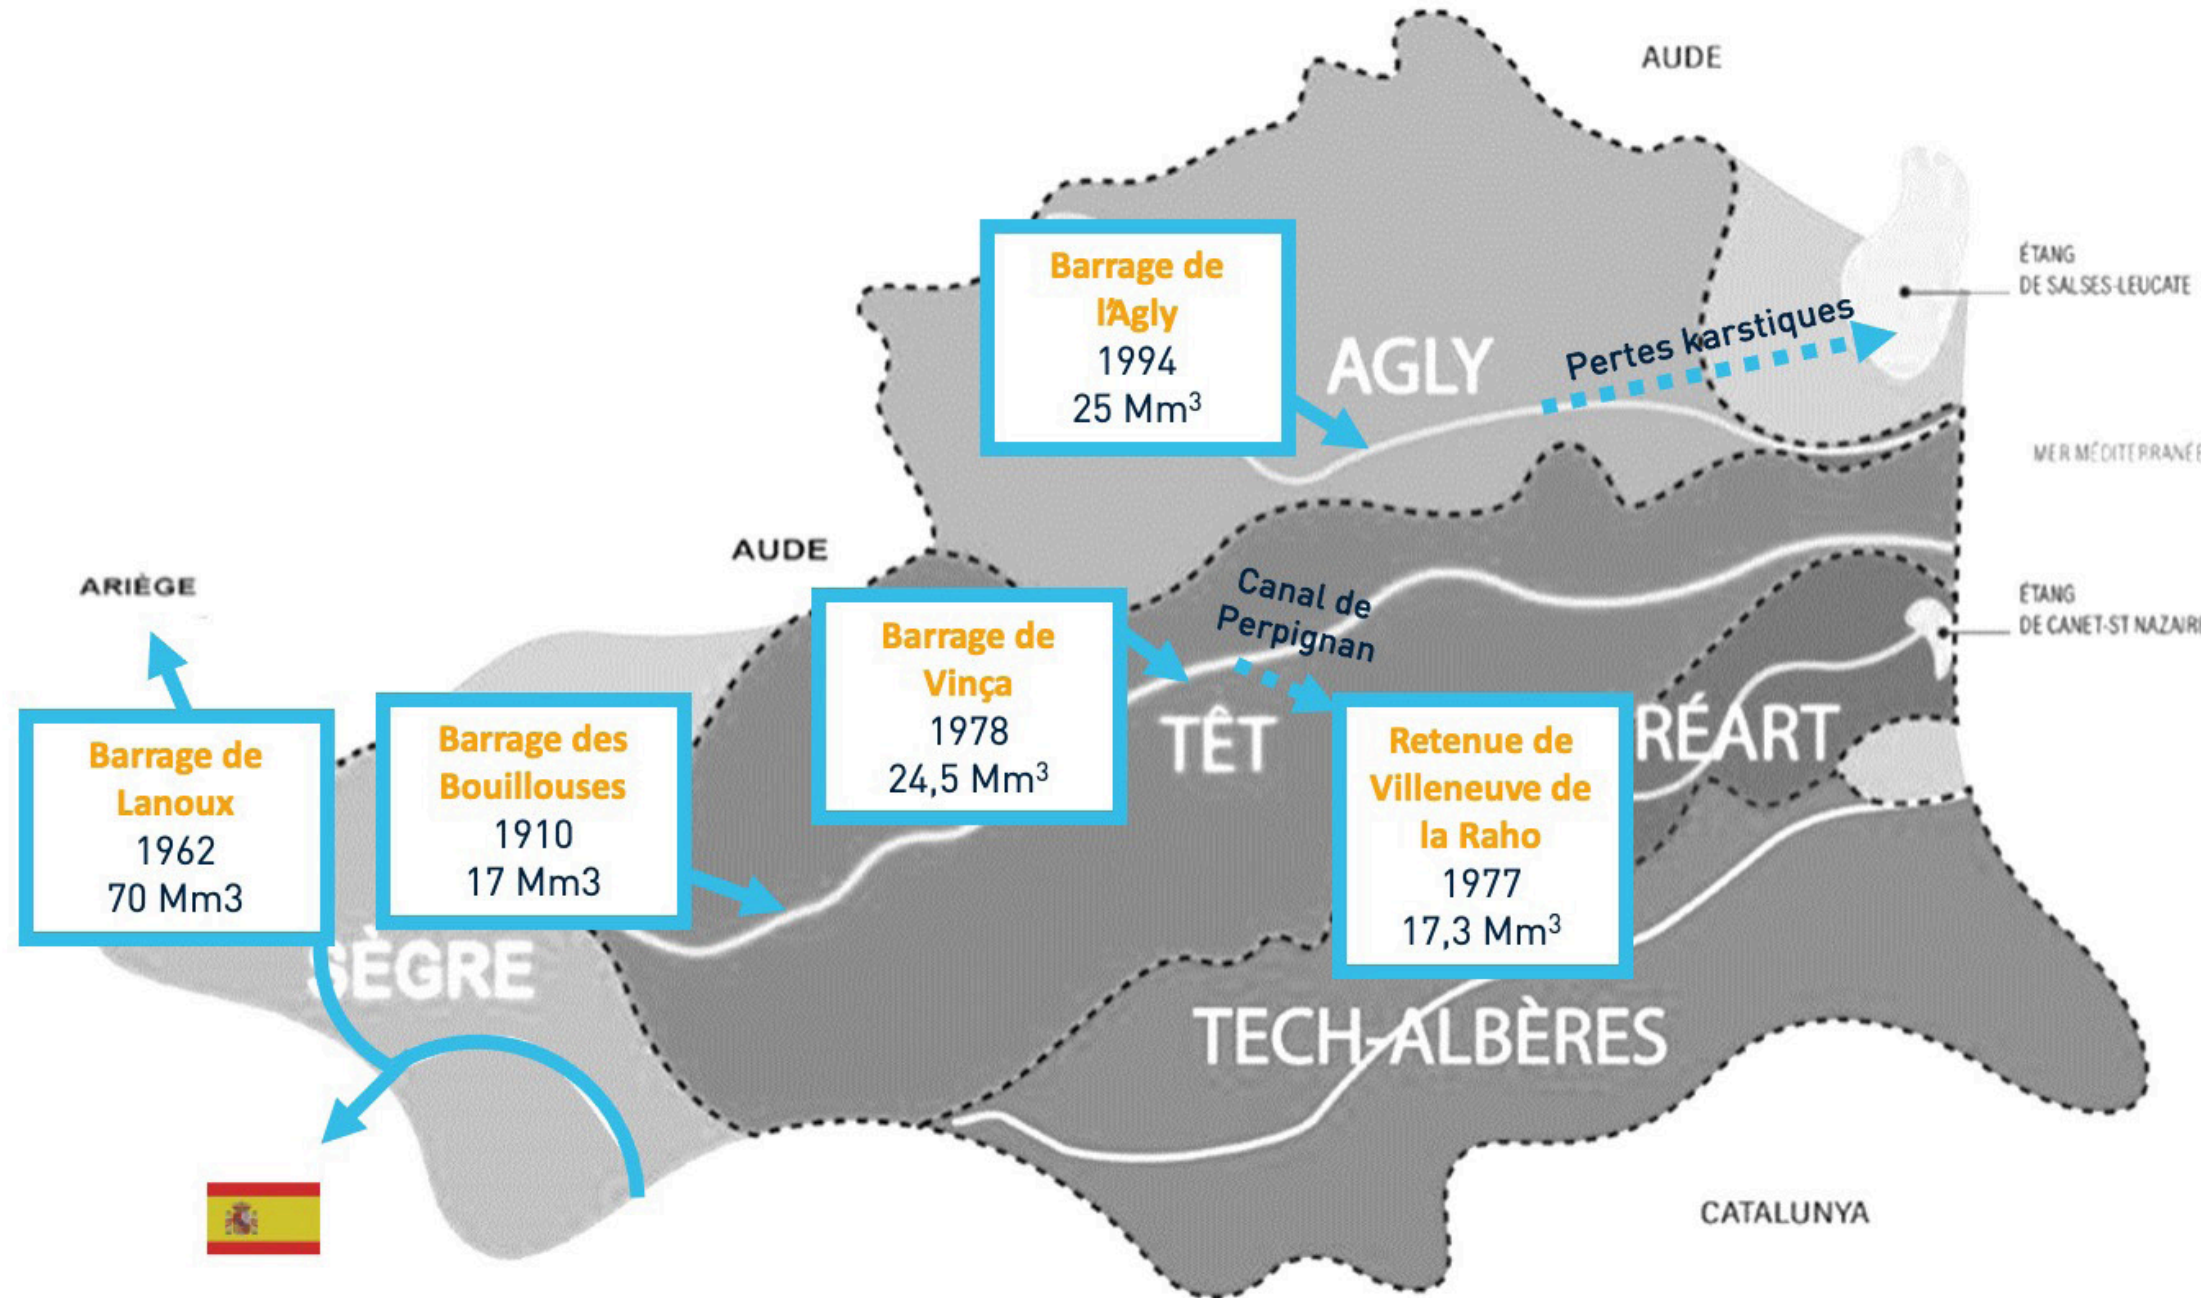 AUDE
Barrage de
l'Agly
1994
25 Mm³
AGLY
Pertes karstiques
ÉTANG
DE SALSES-LEUCATE
MER MÉDITERRANÉE
AUDE
ARIÈGE
Barrage de
Lanoux
1962
70 Mm3
Barrage des
Bouillouses
1910
17 Mm3
Barrage de
Vinça
1978
24,5 Mm³
Canal de
Perpignan
TÊT
Retenue de
Villeneuve de
la Raho
1977
17,3 Mm³
RÉART
ÉTANG
DE CANET-ST NAZAIRE
SÈGRE
TECH-ALBÈRES
CATALUNYA